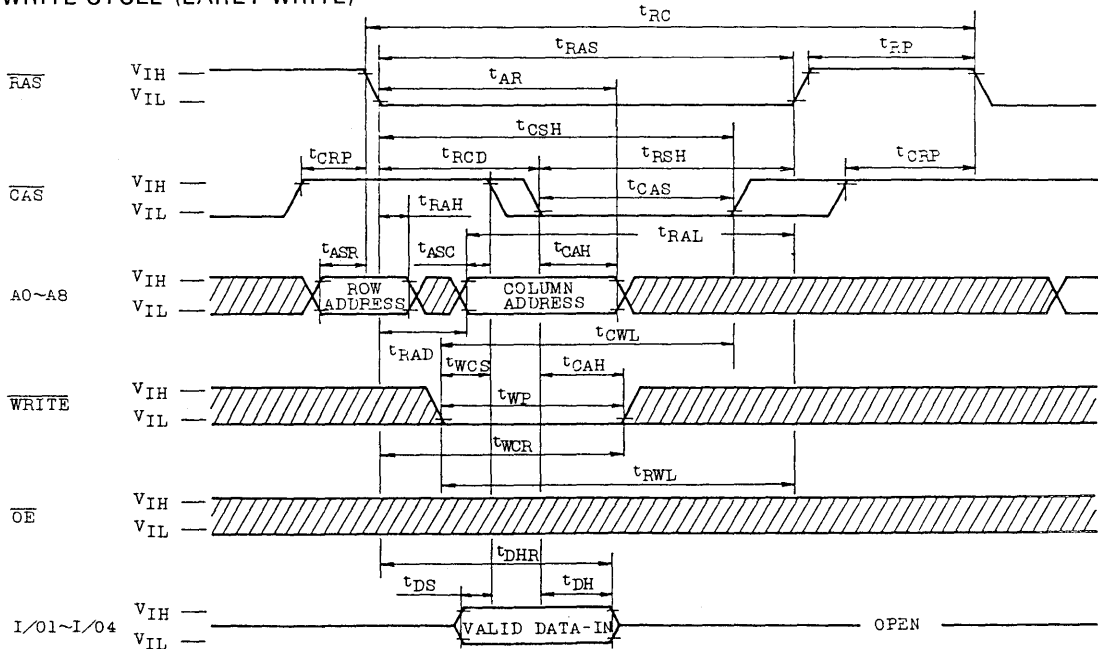 WRITE CYCLE (EARLY WRITE)
tRC
tRAS
tRP
tAR
RAS
VIH
VIL
tCSH
tCRP
tRCD
tRSH
tCRP
CAS
VIH
VIL
tCAS
tRAH
tRAL
tASR
tASC
tCAH
A0~A8
VIH
VIL
ROW ADDRESS
COLUMN ADDRESS
tRAD
tCWL
tWCS
tCAH
WRITE
VIH
VIL
tWP
tWCR
tRWL
OE
VIH
VIL
tDHR
tDS
tDH
I/O1~I/O4
VIH
VIL
VALID DATA-IN
OPEN